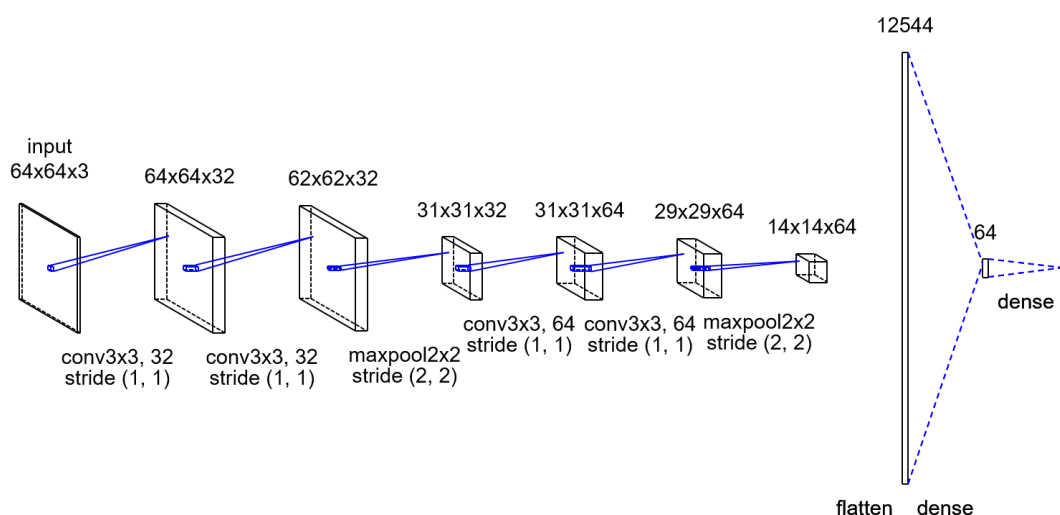 12544
input
64x64x3
64x64x32
62x62x32
31x31x32
31x31x64
29x29x64
14x14x64
64
dense
conv3x3, 32
stride (1, 1)
conv3x3, 32
stride (1, 1)
maxpool2x2
stride (2, 2)
conv3x3, 64
stride (1, 1)
conv3x3, 64
stride (1, 1)
maxpool2x2
stride (2, 2)
flatten
dense